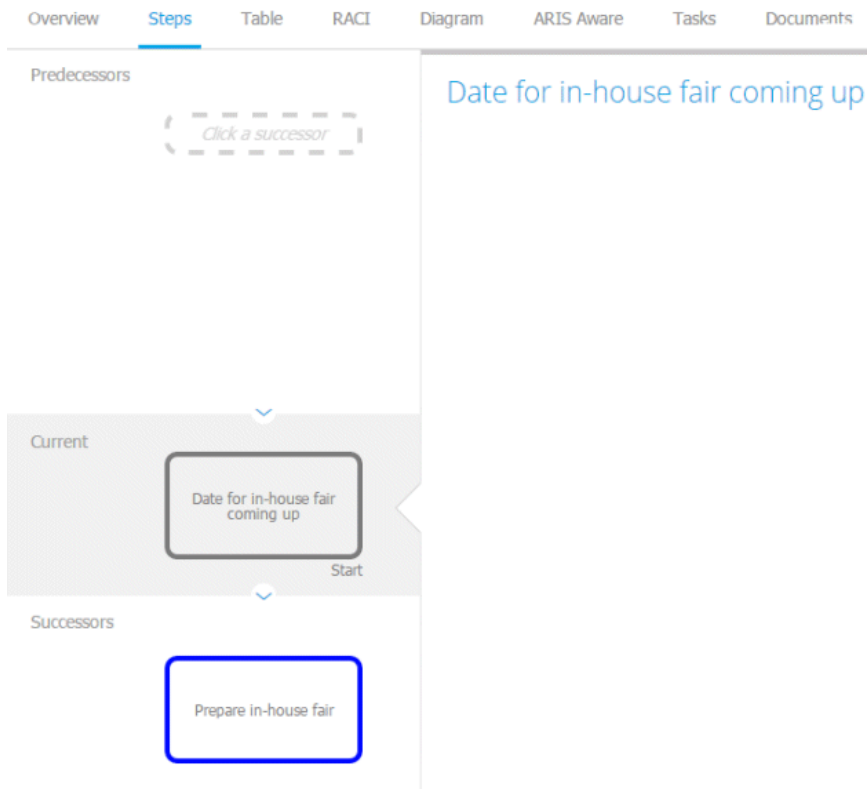 Overview Steps Table RACI Diagram ARIS Aware Tasks Documents
Predecessors
Click a successor
Date for in-house fair coming up
Current
Date for in-house fair
coming up
Start
Successors
Prepare in-house fair